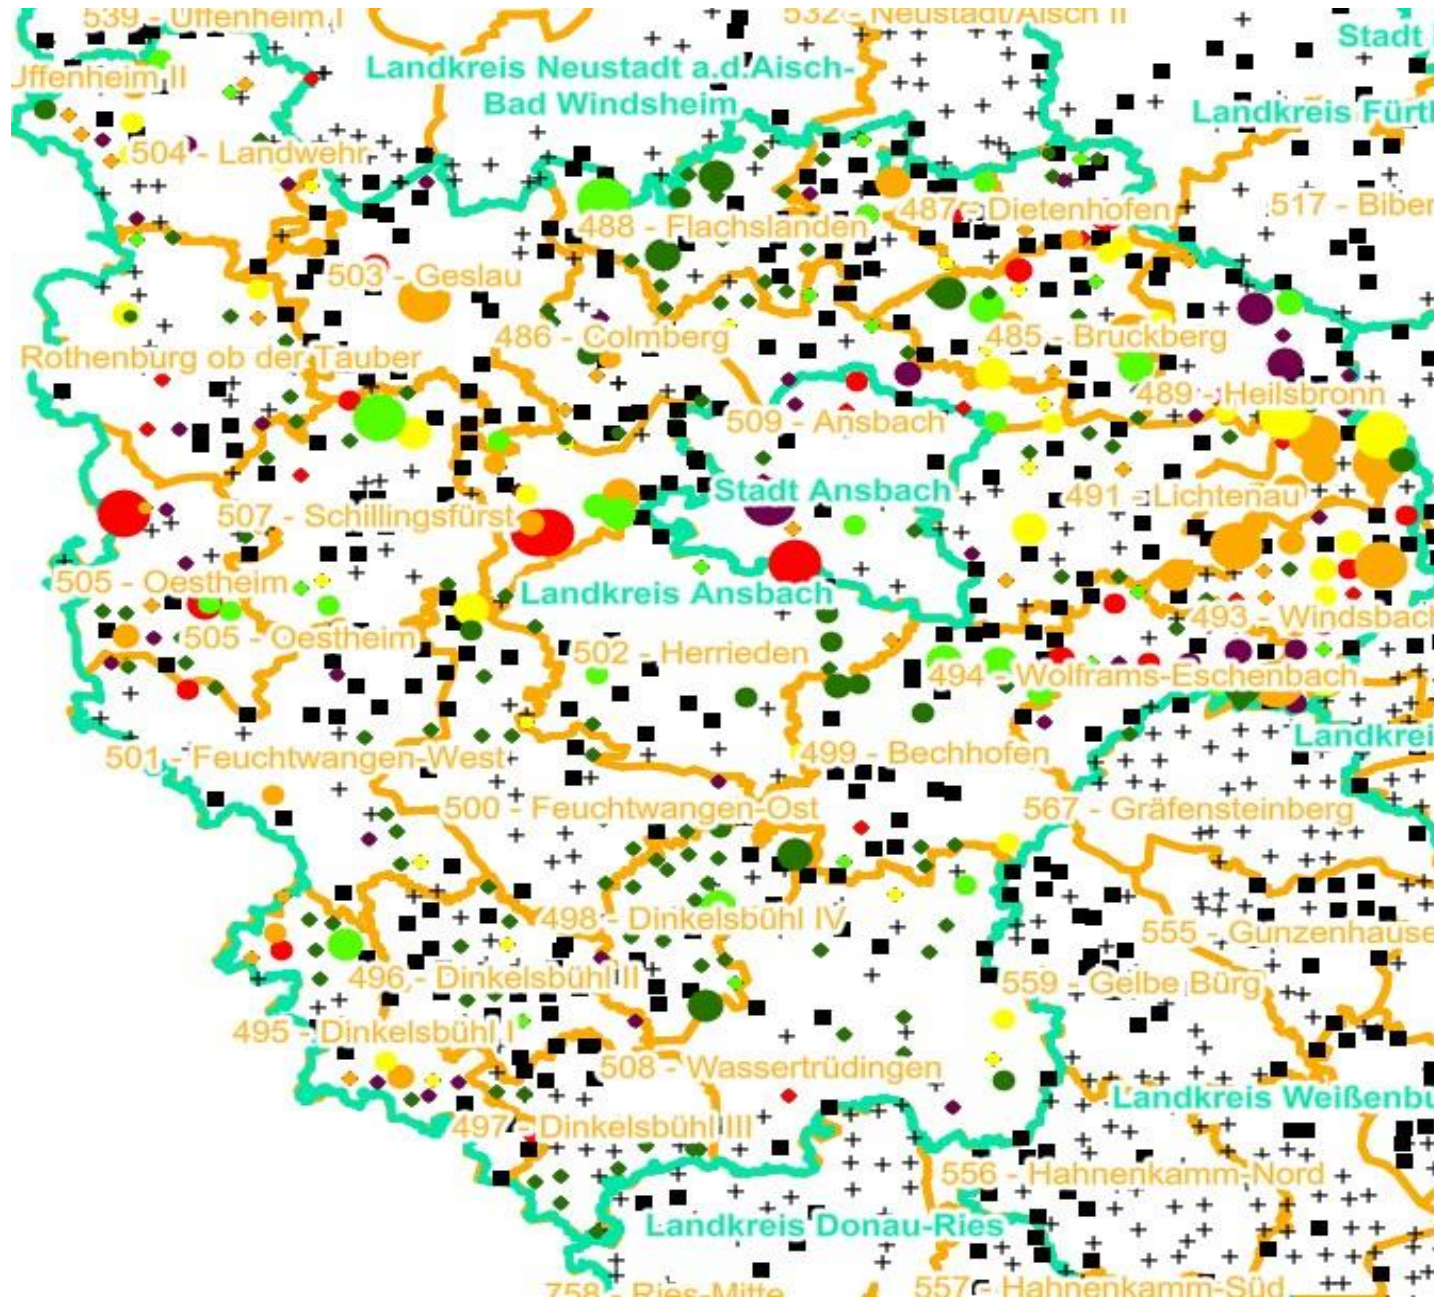 539 - Uffenheim I
532 - Neustadt/Aisch II
Stadt
Landkreis Neustadt a.d.Aisch-
Bad Windsheim
Uffenheim II
Landkreis Fürth
504 - Landwehr
517 - Biber
487 - Dietenhofen
488 - Flachslanden
503 - Geslau
486 - Colmberg
485 - Bruckberg
Rothenburg ob der Tauber
489 - Heilsbronn
509 - Ansbach
Stadt Ansbach
491 - Lichtenau
507 - Schillingsfürst
505 - Oestheim
Landkreis Ansbach
493 - Windsbach
505 - Oestheim
502 - Herrieden
494 - Wolframs-Eschenbach
Landkrei
501 - Feuchtwangen-West
499 - Bechhofen
500 - Feuchtwangen-Ost
567 - Gräfensteinberg
498 - Dinkelsbühl IV
555 - Gunzenhause
496 - Dinkelsbühl II
559 - Gelbe Bürg
495 - Dinkelsbühl I
508 - Wassertrüdingen
Landkreis Weißenbu
497 - Dinkelsbühl III
556 - Hahnenkamm-Nord
Landkreis Donau-Ries
758 - Ries-Mitte
557 - Hahnenkamm-Süd